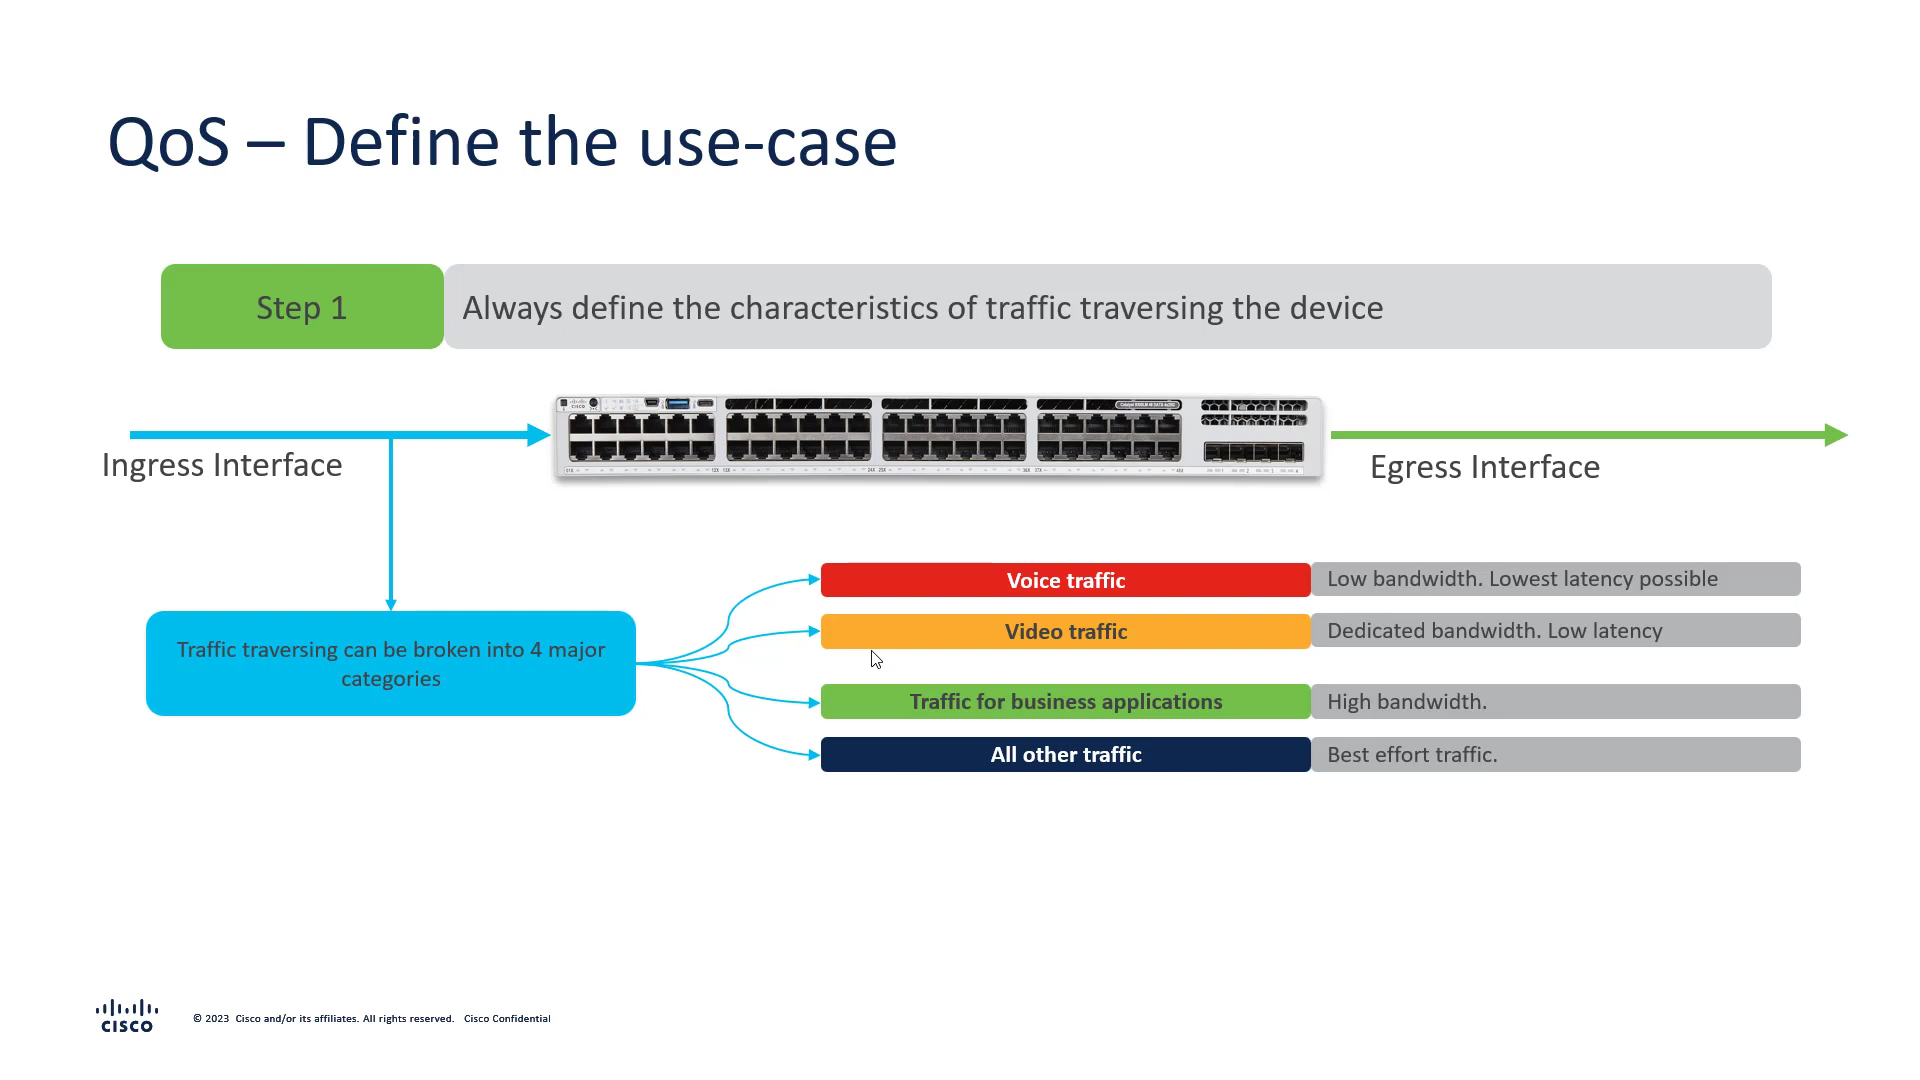 QoS – Define the use-case
Step 1
Always define the characteristics of traffic traversing the device
Ingress Interface
Egress Interface
Traffic traversing can be broken into 4 major
categories
Voice traffic
Low bandwidth. Lowest latency possible
Video traffic
Dedicated bandwidth. Low latency
Traffic for business applications
High bandwidth.
All other traffic
Best effort traffic.
CISCO
© 2023 Cisco and/or its affiliates. All rights reserved. Cisco Confidential